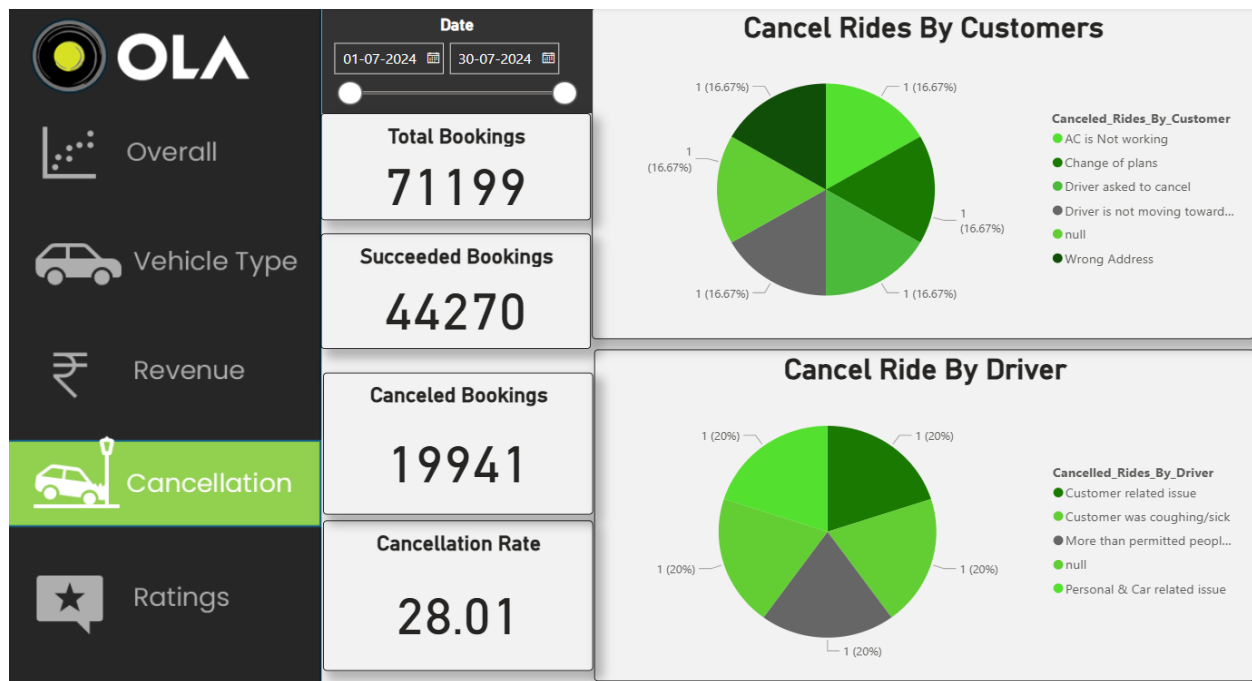 OLA
Overall
Vehicle Type
Revenue
Cancellation
Ratings
Date
01-07-2024 30-07-2024
Total Bookings
71199
Succeeded Bookings
44270
Canceled Bookings
19941
Cancellation Rate
28.01
Cancel Rides By Customers
1 (16.67%)
1 (16.67%)
1
(16.67%)
1
(16.67%)
1 (16.67%)
1 (16.67%)
Canceled_Rides_By_Customer
AC is Not working
Change of plans
Driver asked to cancel
Driver is not moving toward...
null
Wrong Address
Cancel Ride By Driver
1 (20%)
1 (20%)
1 (20%)
1 (20%)
1 (20%)
Cancelled_Rides_By_Driver
Customer related issue
Customer was coughing/sick
More than permitted peopl...
null
Personal & Car related issue